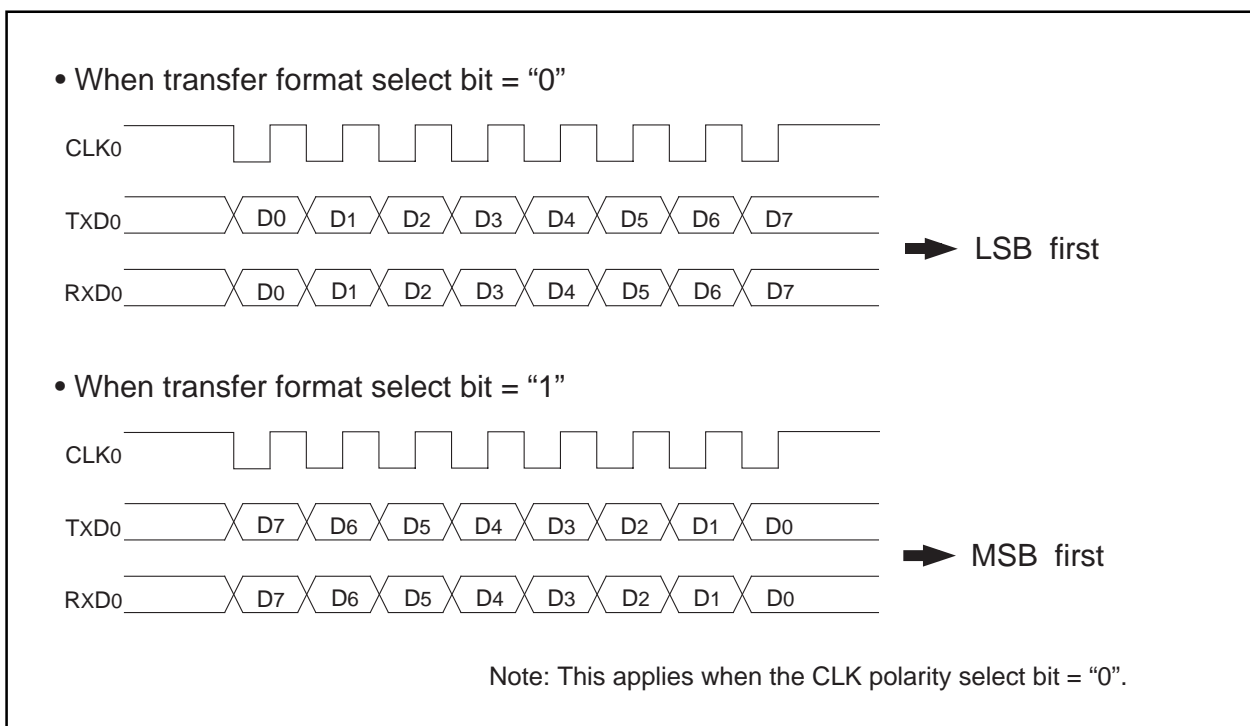 • When transfer format select bit = “0”
CLK0
TXD0 D0 D1 D2 D3 D4 D5 D6 D7
RXD0 D0 D1 D2 D3 D4 D5 D6 D7
LSB first
• When transfer format select bit = “1”
CLK0
TXD0 D7 D6 D5 D4 D3 D2 D1 D0
RXD0 D7 D6 D5 D4 D3 D2 D1 D0
MSB first
Note: This applies when the CLK polarity select bit = “0”.